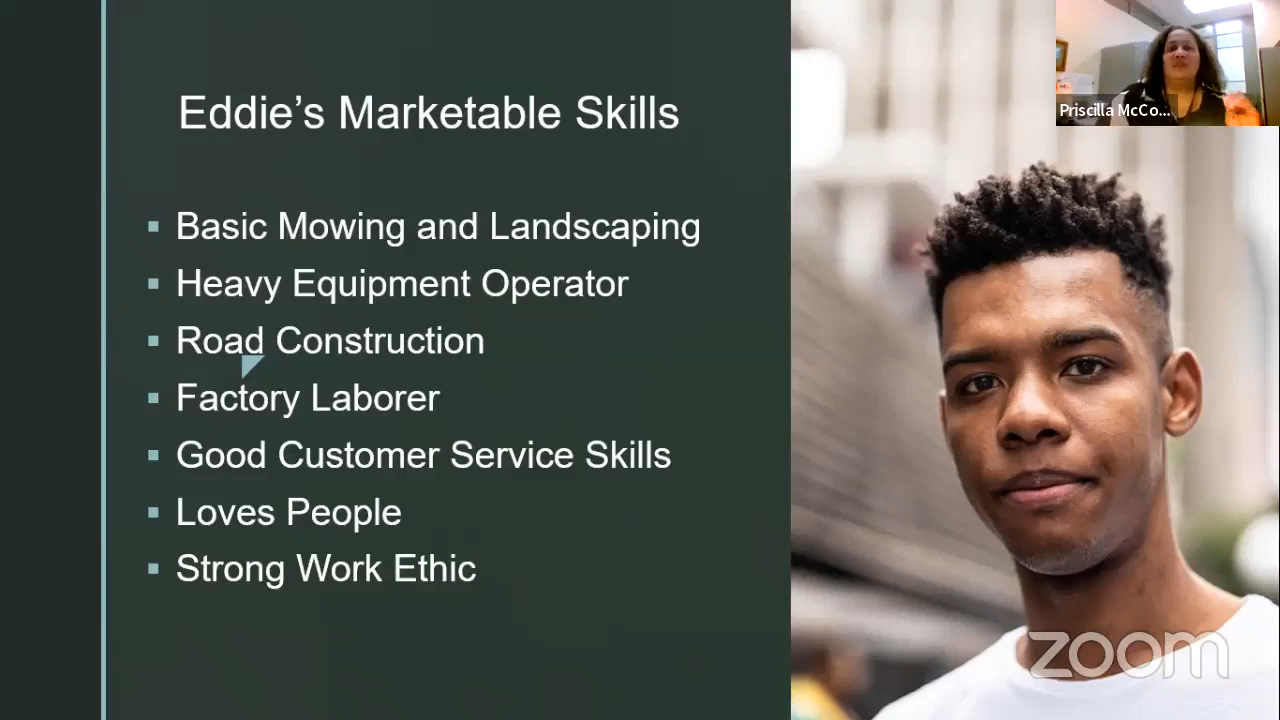 Eddie’s Marketable Skills
Basic Mowing and Landscaping
Heavy Equipment Operator
Road Construction
Factory Laborer
Good Customer Service Skills
Loves People
Strong Work Ethic
Priscilla McCo...
zoom